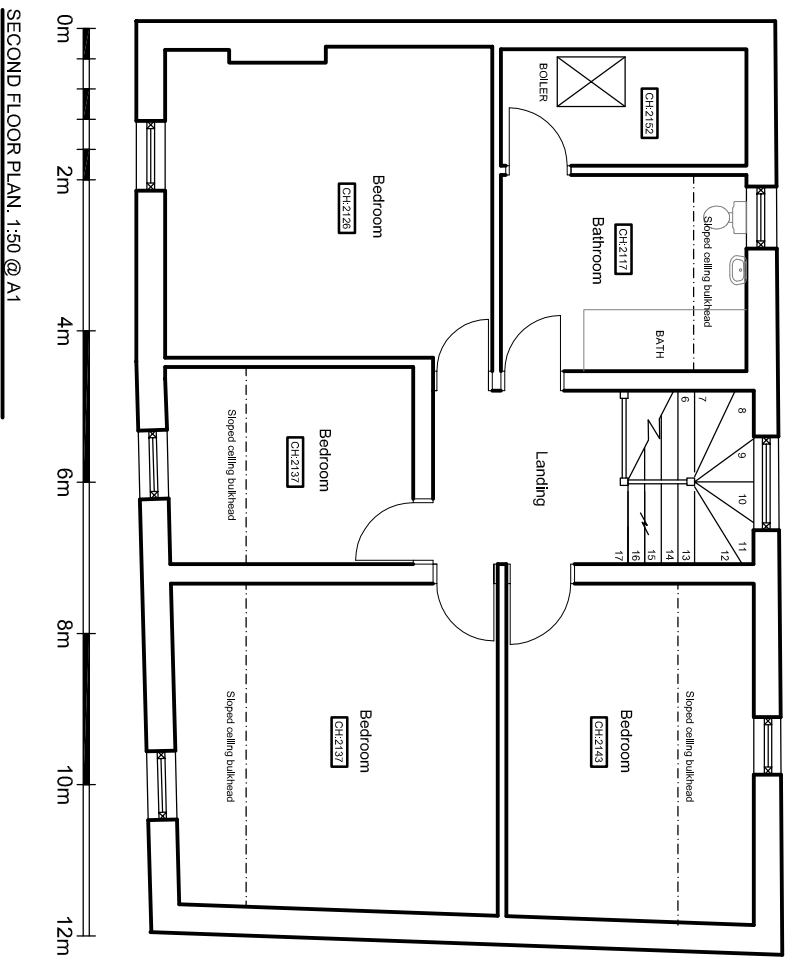 CH:2152
BOILER
CH:2117
Bathroom
Sloped ceiling bulkhead
BATH
Bedroom
CH:2126
6
7
8
9
10
11
12
13
14
15
16
17
Landing
Bedroom
CH:2137
Sloped ceiling bulkhead
Sloped ceiling bulkhead
Bedroom
CH:2143
Bedroom
CH:2137
Sloped ceiling bulkhead
0m
2m
4m
6m
8m
10m
12m
SECOND FLOOR PLAN. 1:50 @ A1